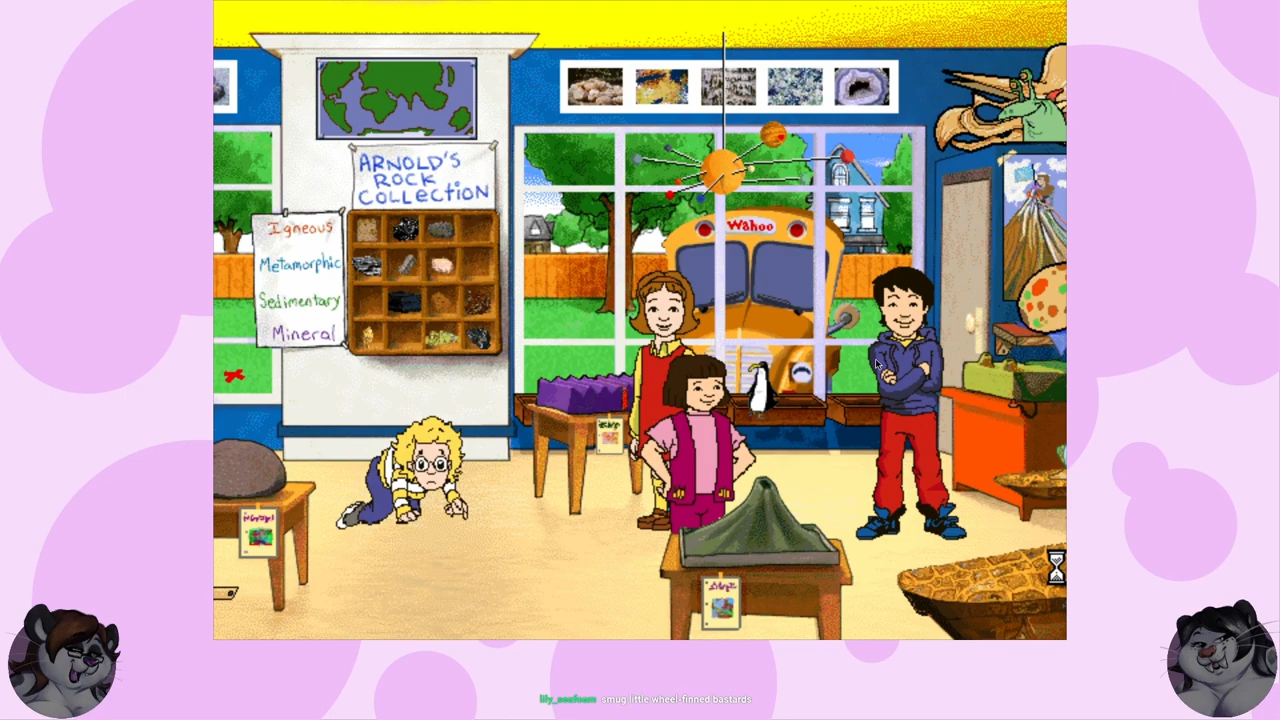 ARNOLD'S
ROCK
COLLECTION
Igneous
Metamorphic
Sedimentary
Mineral
Wahoo
lily_seafoam smug little wheel-finned bastards